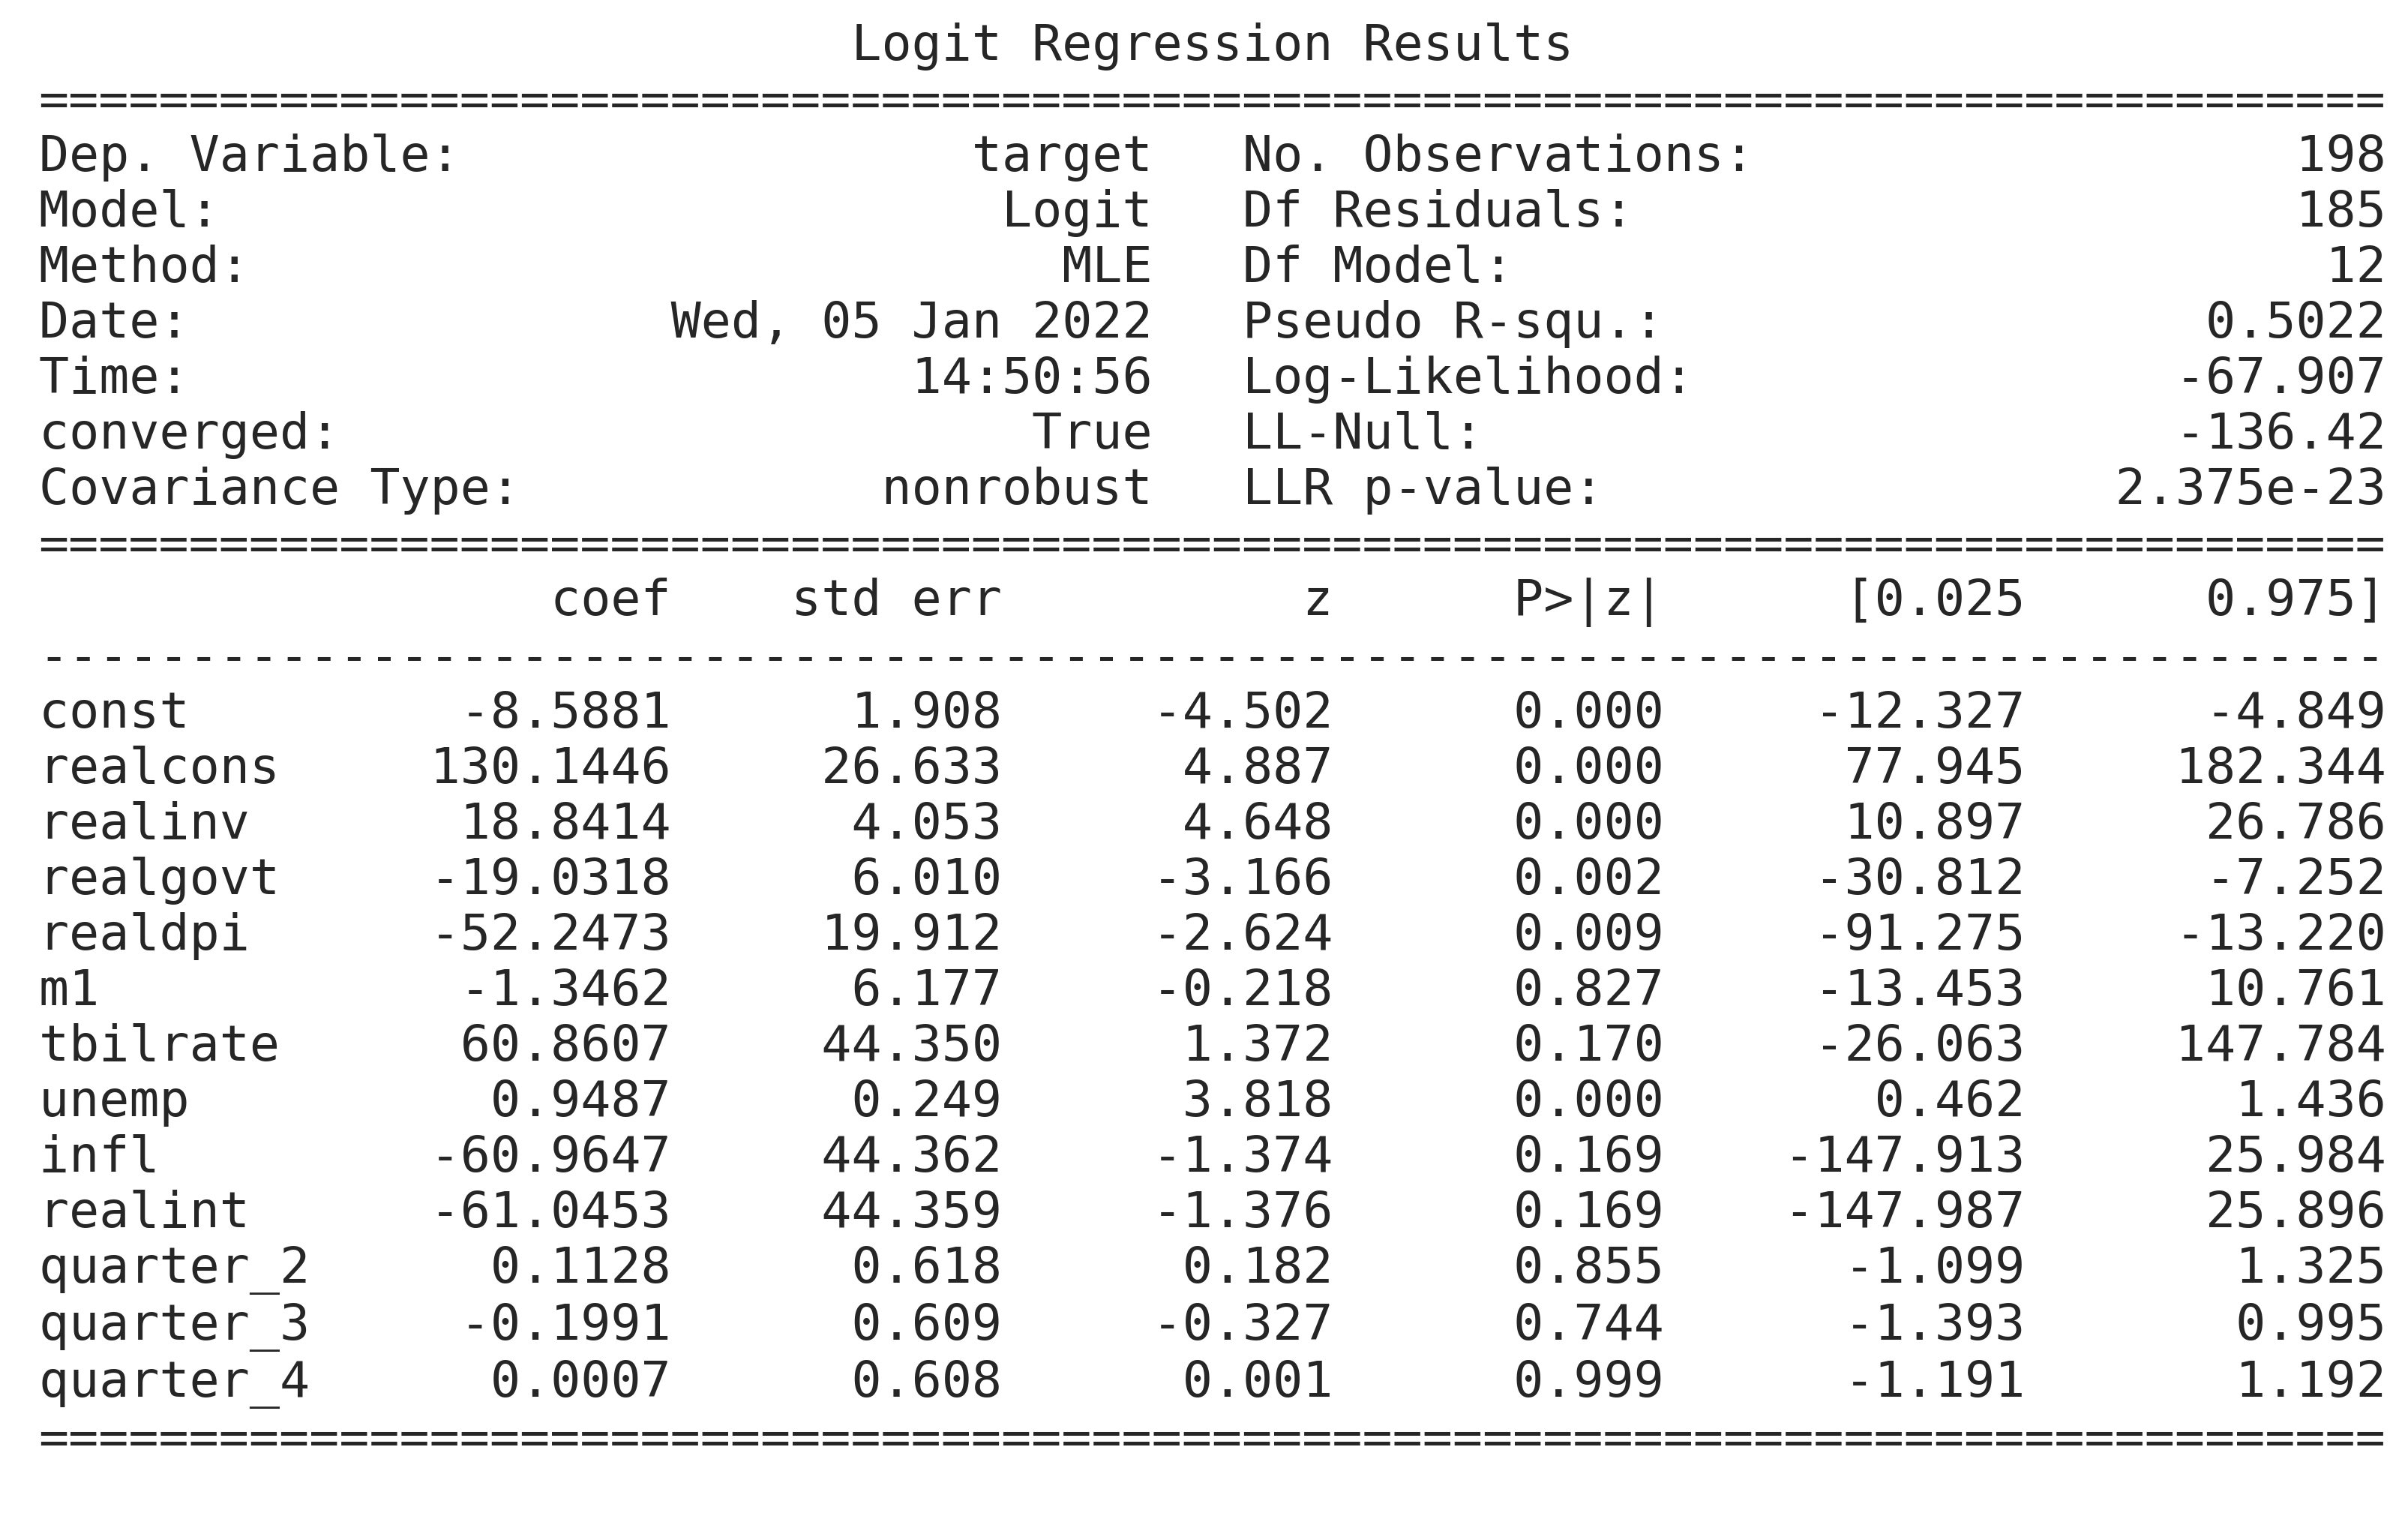 Logit Regression Results
==============================================================================
Dep. Variable:                 target   No. Observations:                  198
Model:                          Logit   Df Residuals:                      185
Method:                           MLE   Df Model:                           12
Date:                Wed, 05 Jan 2022   Pseudo R-squ.:                  0.5022
Time:                        14:50:56   Log-Likelihood:                -67.907
converged:                       True   LL-Null:                       -136.42
Covariance Type:            nonrobust   LLR p-value:                 2.375e-23
==============================================================================
                 coef    std err          z      P>|z|      [0.025      0.975]
------------------------------------------------------------------------------
const         -8.5881      1.908     -4.502      0.000     -12.327      -4.849
realcons     130.1446     26.633      4.887      0.000      77.945     182.344
realinv       18.8414      4.053      4.648      0.000      10.897      26.786
realgovt     -19.0318      6.010     -3.166      0.002     -30.812      -7.252
realdpi      -52.2473     19.912     -2.624      0.009     -91.275     -13.220
m1            -1.3462      6.177     -0.218      0.827     -13.453      10.761
tbilrate      60.8607     44.350      1.372      0.170     -26.063     147.784
unemp          0.9487      0.249      3.818      0.000       0.462       1.436
infl         -60.9647     44.362     -1.374      0.169    -147.913      25.984
realint      -61.0453     44.359     -1.376      0.169    -147.987      25.896
quarter_2      0.1128      0.618      0.182      0.855      -1.099       1.325
quarter_3     -0.1991      0.609     -0.327      0.744      -1.393       0.995
quarter_4      0.0007      0.608      0.001      0.999      -1.191       1.192
==============================================================================